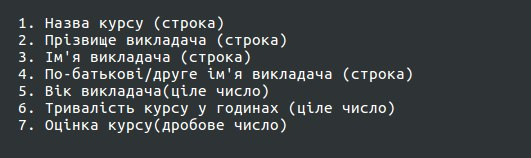 1. Назва курсу (строка)
2. Прізвище викладача (строка)
3. Ім'я викладача (строка)
4. По-батькові/друге ім'я викладача (строка)
5. Вік викладача(ціле число)
6. Тривалість курсу у годинах (ціле число)
7. Оцінка курсу(дробове число)